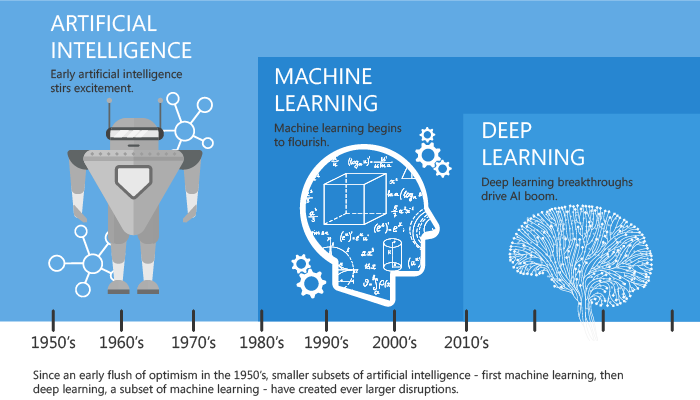 ARTIFICIAL
INTELLIGENCE
Early artificial intelligence
stirs excitement.
MACHINE
LEARNING
Machine learning begins
to flourish.
DEEP
LEARNING
Deep learning breakthroughs
drive AI boom.
1950's 1960's 1970's 1980's 1990's 2000's 2010's
Since an early flush of optimism in the 1950's, smaller subsets of artificial intelligence - first machine learning, then
deep learning, a subset of machine learning - have created ever larger disruptions.